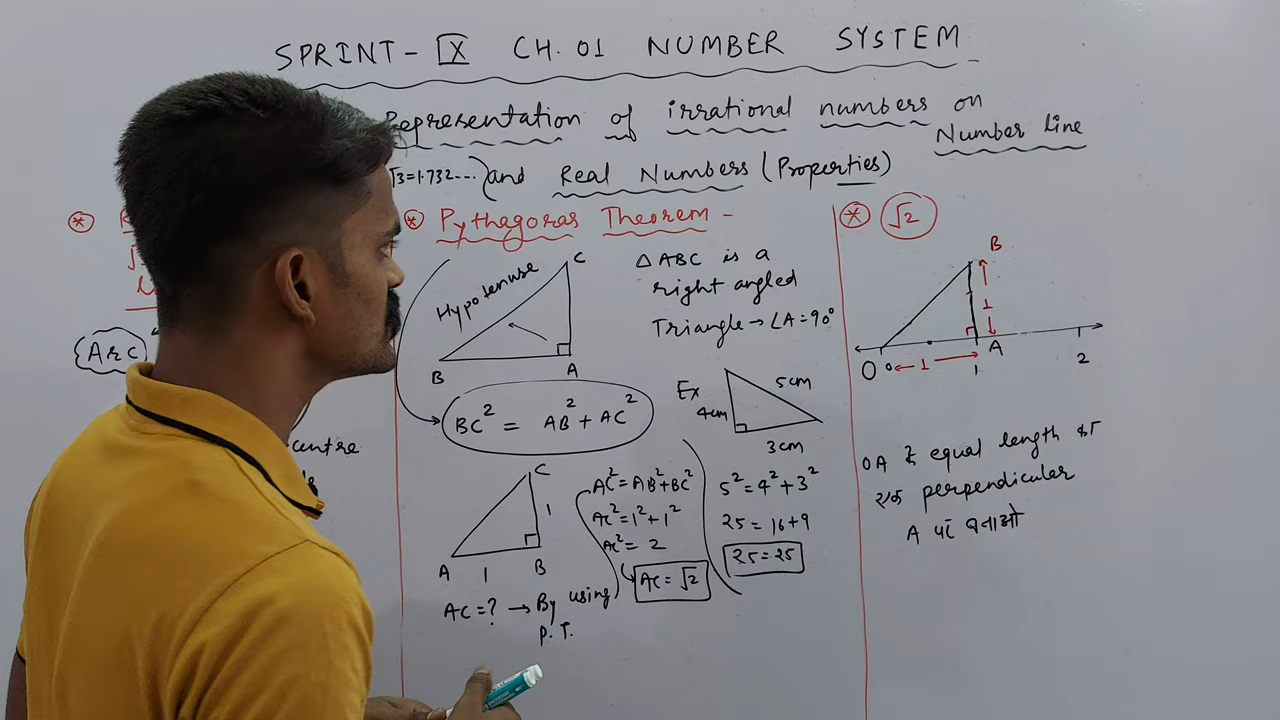 SPRINT-IX CH.01 NUMBER SYSTEM
Representation of irrational numbers on
Number line
√3=1.732...) and Real Numbers (Properties)
(Arc)
centre
* Pythagoras Theorem -
Hypotenuse
C
B
A
△ABC is a
right angled
Triangle → ∠A=90°
BC² = AB² + AC²
Ex
4cm
5cm
3cm
5² = 4² + 3²
25 = 16+9
25 = 25
C
1
A 1 B
AC²=AB²+BC²
AC²=1²+1²
AC²= 2
AC = √2
AC = ? → By using
P.T.
* √2
B
1
O 0 ← 1 → A
1
2
OA के equal length का
एक perpendicular
A पर बनाओ